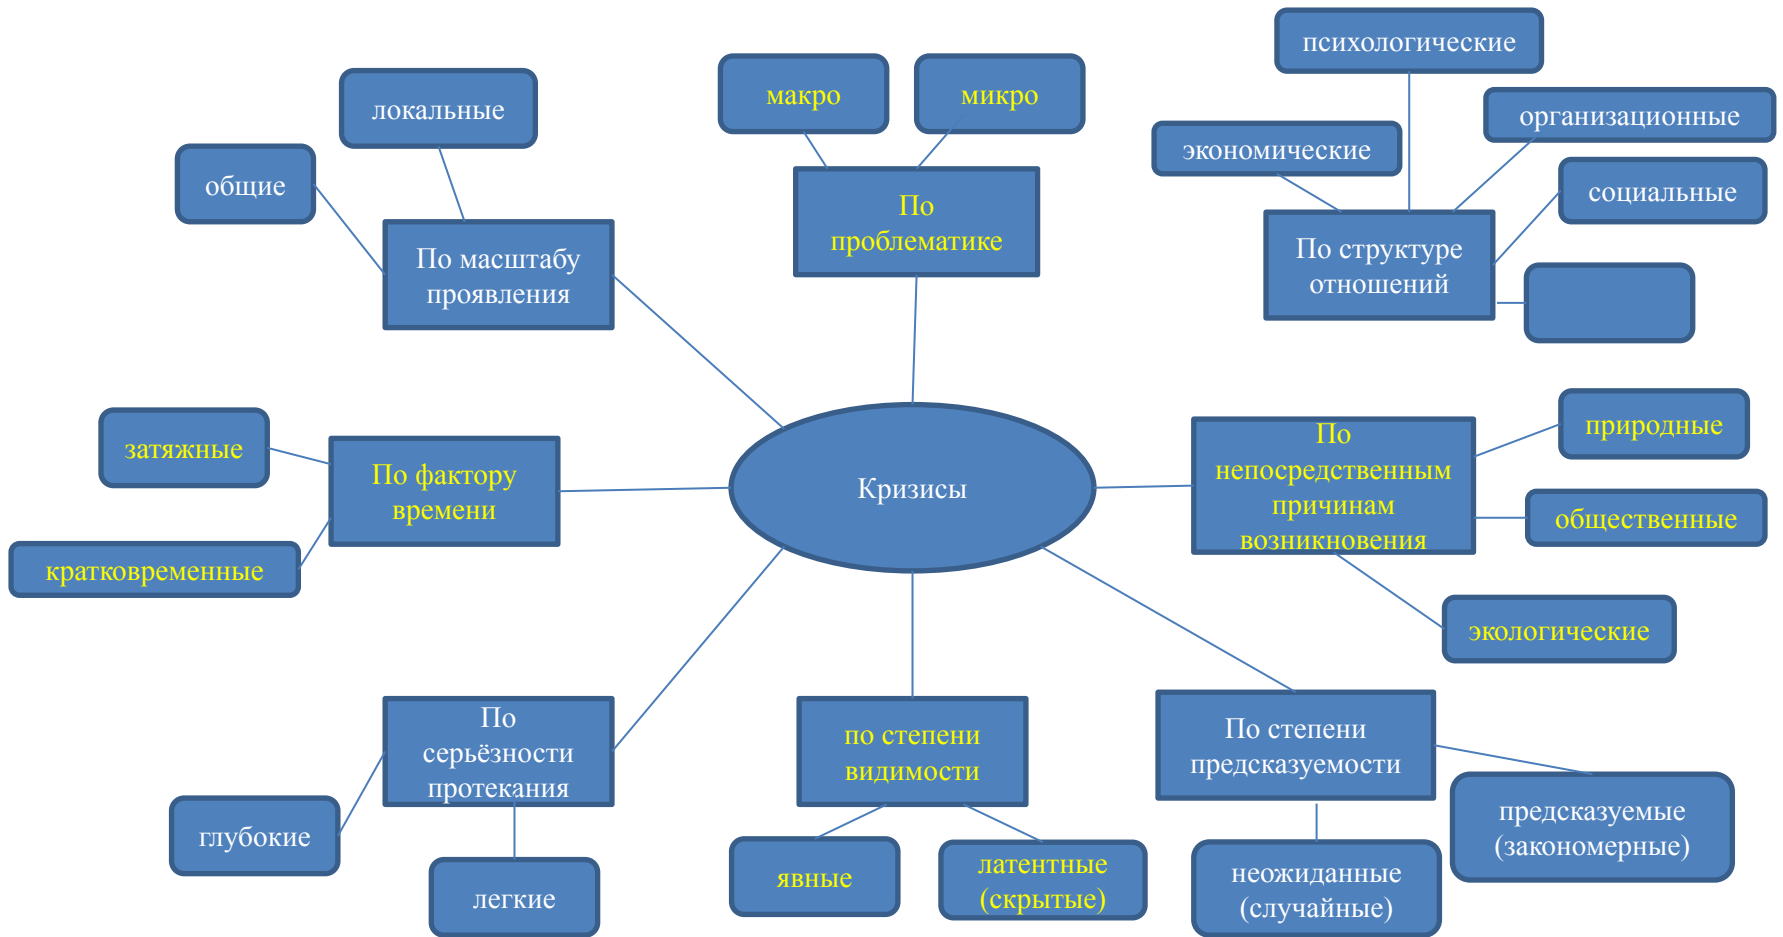 психологические
макро
микро
локальные
организационные
экономические
общие
социальные
По
проблематике
По масштабу
проявления
По структуре
отношений
затяжные
По фактору
времени
кратковременные
Кризисы
По
непосредственным
причинам
возникновения
природные
общественные
экологические
По
серьёзности
протекания
глубокие
легкие
по степени
видимости
явные
латентные
(скрытые)
По степени
предсказуемости
предсказуемые
(закономерные)
неожиданные
(случайные)